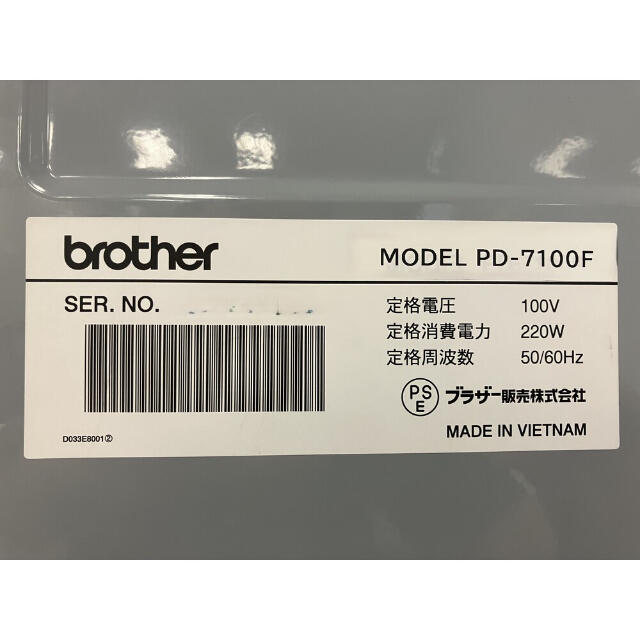 brother
MODEL PD-7100F
SER. NO.
定格電圧 100V
定格消費電力 220W
定格周波数 50/60Hz
PS
E
ブラザー販売株式会社
D033E8001②
MADE IN VIETNAM